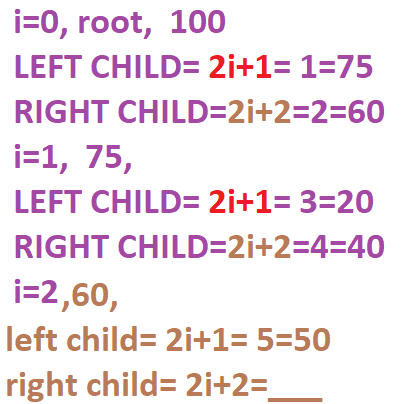 i=0, root, 100
LEFT CHILD= 2i+1= 1=75
RIGHT CHILD=2i+2=2=60
i=1, 75,
LEFT CHILD= 2i+1= 3=20
RIGHT CHILD=2i+2=4=40
i=2,60,
left child= 2i+1= 5=50
right child= 2i+2=___